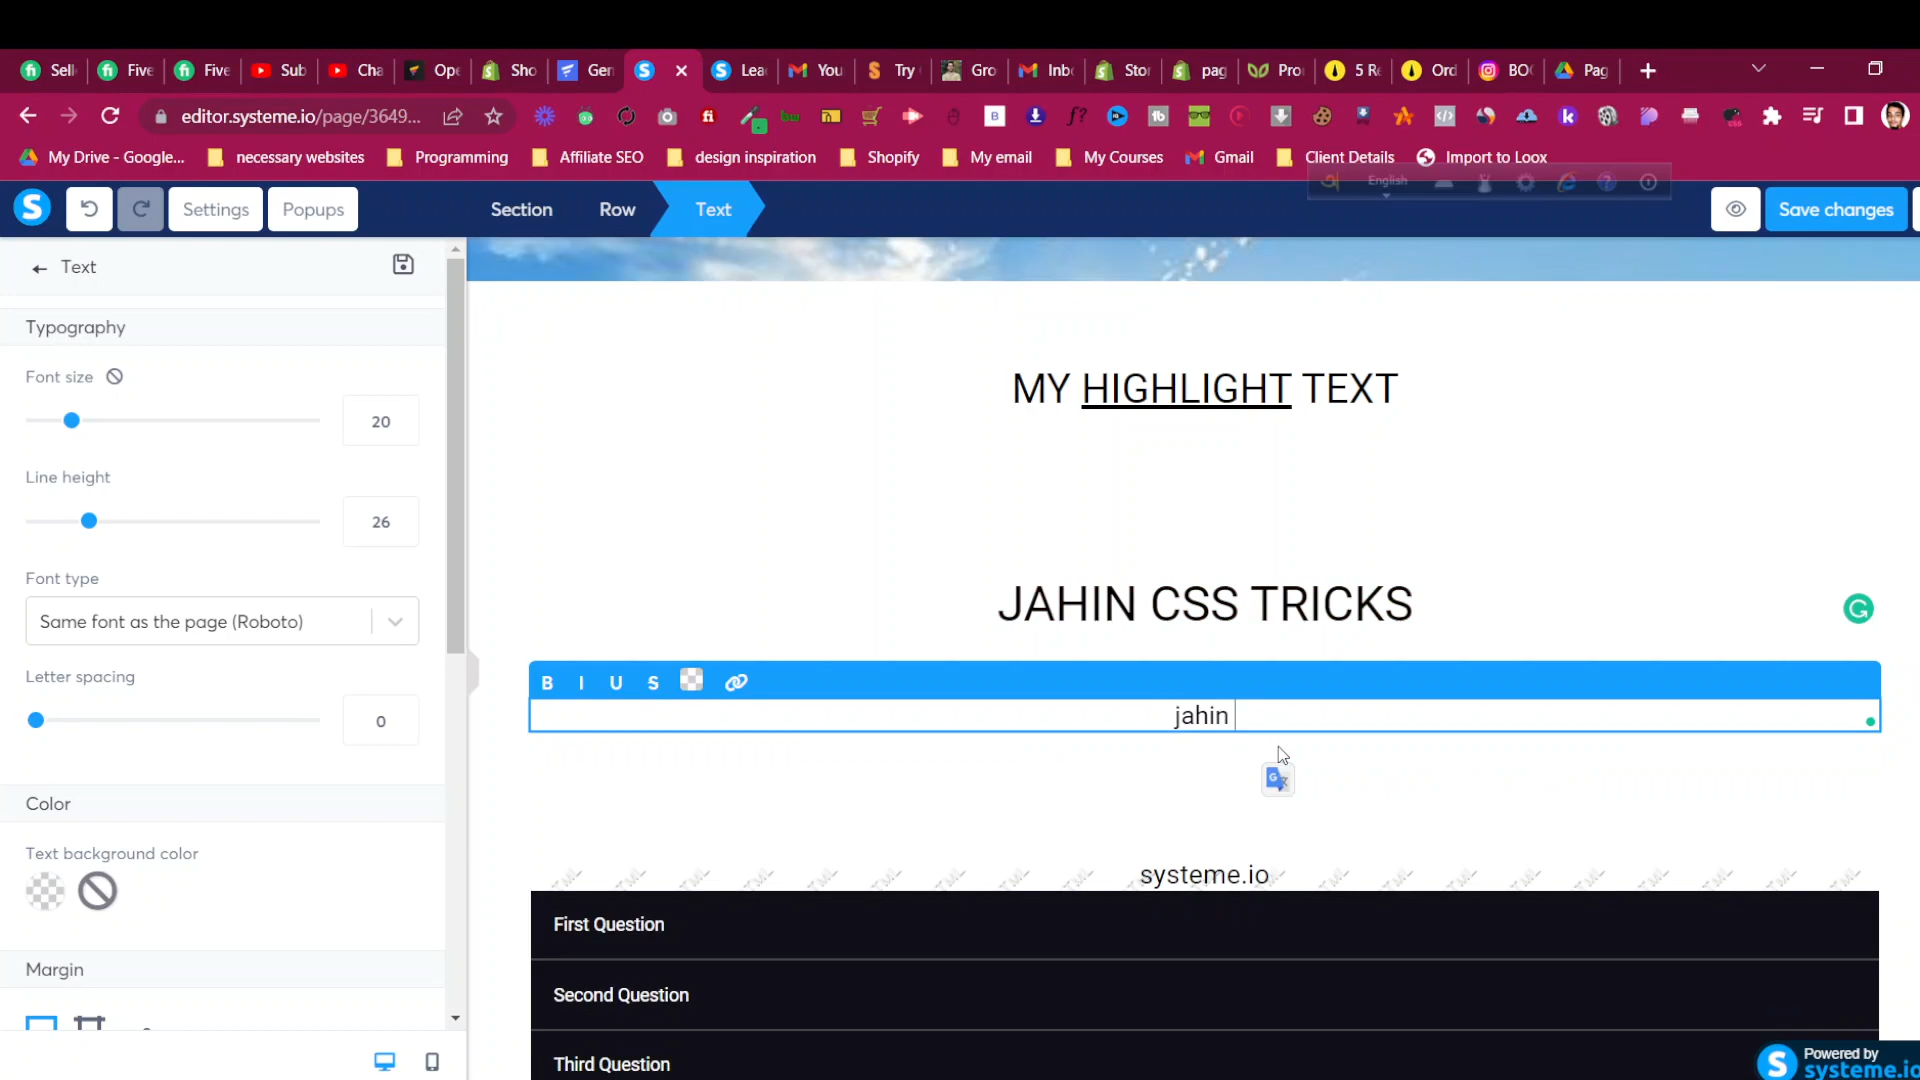 Sell
Five
Five
Sub
Cha
Ope
Sho
Gen
Lea
You
Try
Gro
Inbo
Stor
pag
Pro
5 Re
Ord
BO
Pag
editor.systeme.io/page/3649...
My Drive - Google...
necessary websites
Programming
Affiliate SEO
design inspiration
Shopify
My email
My Courses
Gmail
Client Details
Import to Loox
English
Settings
Popups
Section
Row
Text
Save changes
Text
Typography
Font size
20
Line height
26
Font type
Same font as the page (Roboto)
Letter spacing
0
Color
Text background color
Margin
MY HIGHLIGHT TEXT
JAHIN CSS TRICKS
B I U S
jahin
systeme.io
First Question
Second Question
Third Question
Powered by
systeme.io